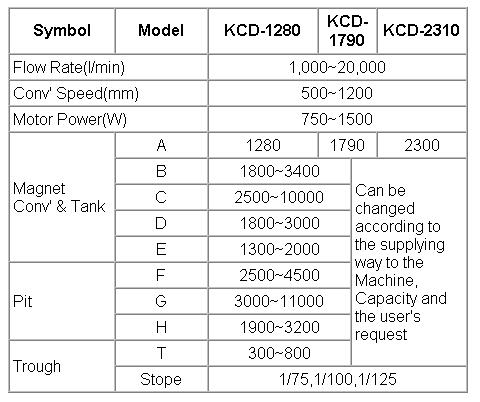 Symbol Model KCD-1280 KCD-1790 KCD-2310
Flow Rate(l/min) 1,000~20,000
Conv' Speed(mm) 500~1200
Motor Power(W) 750~1500
Magnet Conv' & Tank
A 1280 1790 2300
B 1800~3400
C 2500~10000
D 1800~3000
E 1300~2000
Pit
F 2500~4500
G 3000~11000
H 1900~3200
Trough
T 300~800
Can be
changed
according to
the supplying
way to the
Machine,
Capacity and
the user's
request
Stope 1/75,1/100,1/125